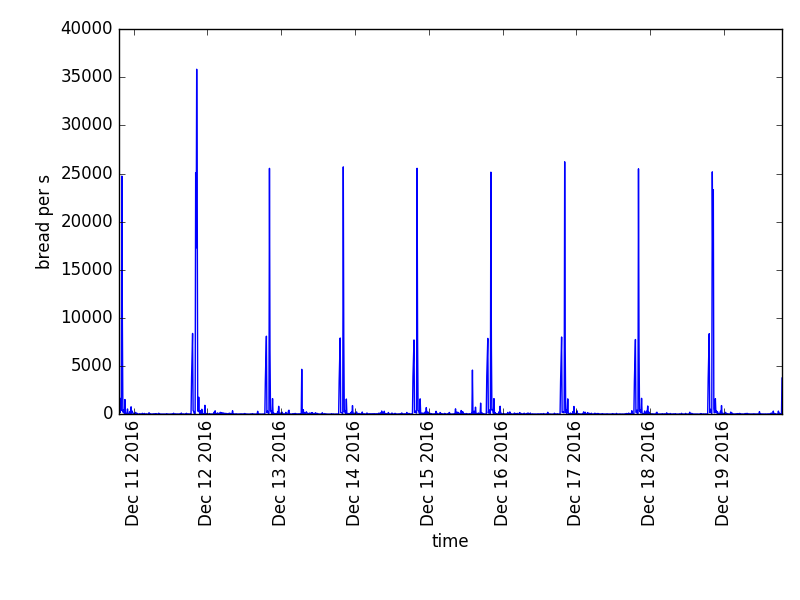 40000
35000
30000
25000
20000
15000
10000
5000
0
bread per s
Dec 11 2016
Dec 12 2016
Dec 13 2016
Dec 14 2016
Dec 15 2016
Dec 16 2016
Dec 17 2016
Dec 18 2016
Dec 19 2016
time